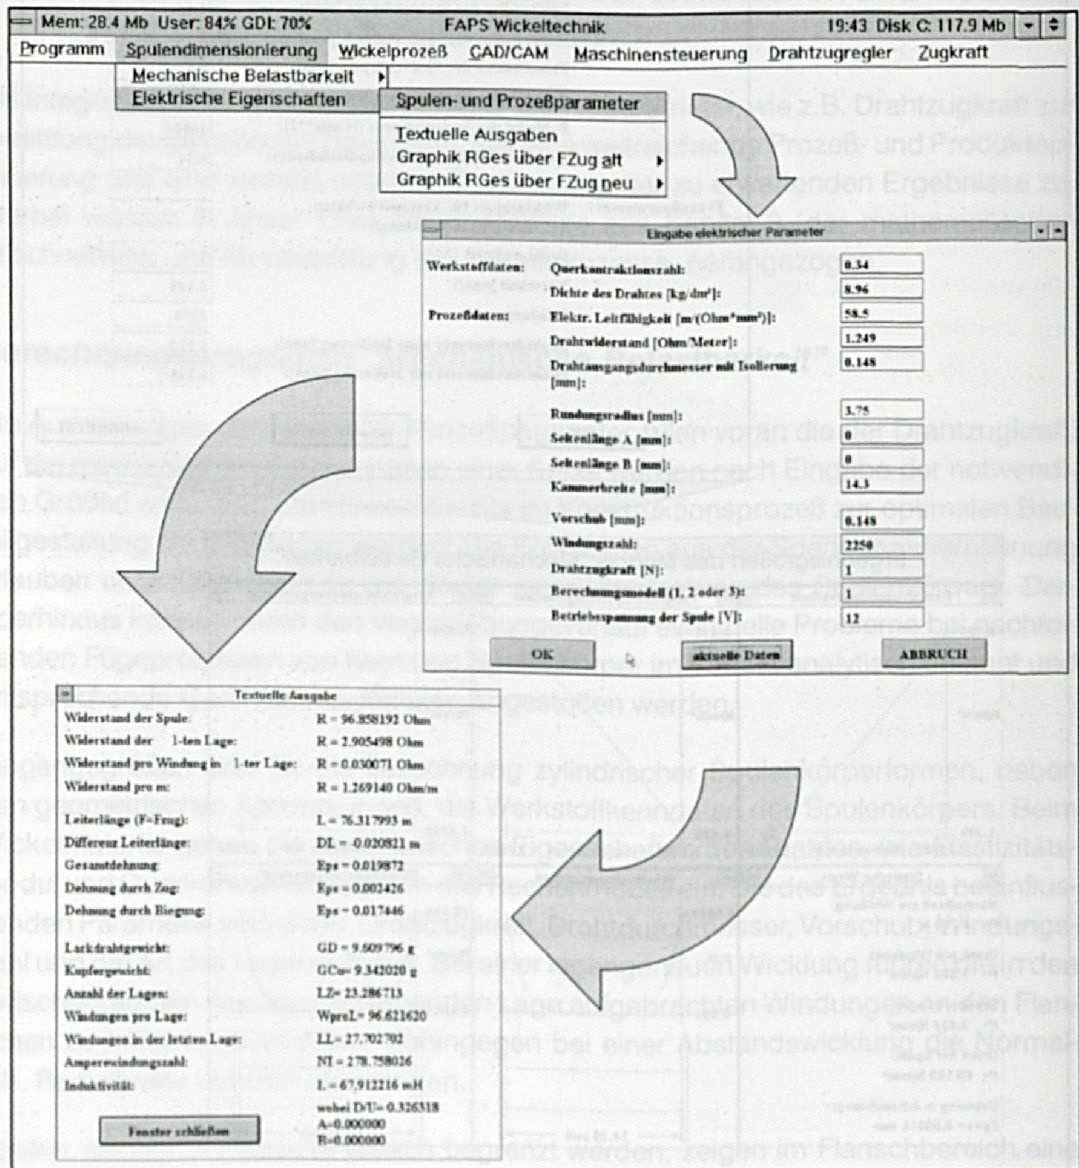 Mem: 28.4 Mb User: 84% GDI: 70% FAPS Wickeltechnik 19:43 Disk C: 117.9 Mb
Programm Spulendimensionierung Wickelprozeß CAD/CAM Maschinensteuerung Drahtzugregler Zugkraft
Mechanische Belastbarkeit
Elektrische Eigenschaften Spulen- und Prozeßparameter
Textuelle Ausgabe
Graphik RGes über FZug alt
Graphik RGes über FZug neu
Eingabe elektrischer Parameter
Werkstoffdaten: Querkontraktionszahl: 0.34
Dichte des Drahtes [kg/dm³]: 8.96
Prozeßdaten: Elektr. Leitfähigkeit [m/(Ohm*mm²)]: 58.5
Drahtwiderstand [Ohm/Meter]: 1.249
Drahtausgangsdurchmesser mit Isolierung 0.148
[mm]:
Rundungsradius [mm]: 3.75
Seitenlänge A [mm]: 0
Seitenlänge B [mm]: 0
Kammerbreite [mm]: 14.3
Vorschub [mm]: 0.148
Windungszahl: 2250
Drahtzugkraft [N]:
Berechnungsmodell (1, 2 oder 3): 1
Betriebsspannung der Spule [V]: 12
OK aktuelle Daten ABBRUCH
Textuelle Ausgabe
Widerstand der Spule: R = 96.858192 Ohm
Widerstand der 1-ten Lage: R = 2.905498 Ohm
Widerstand pro Windung in 1-ter Lage: R = 0.030071 Ohm
Widerstand pro m: R = 1.269140 Ohm/m
Leiterlänge (F=Fzug): L = 76.317993 m
Differenz Leiterlänge: DL = -0.020821 m
Gesamtdehnung: Eps = 0.019872
Dehnung durch Zug: Eps = 0.002426
Dehnung durch Biegung: Eps = 0.017446
Lackdrahtgewicht: GD = 9.609796 g
Kupfergewicht: GCu= 9.342020 g
Anzahl der Lagen: LZ= 23.286713
Windungen pro Lage: WproL= 96.621620
Windungen in der letzten Lage: LL= 27.702702
Amperewindungszahl: NI = 278.758026
Induktivität: L = 67,912216 mH
wobei D/U= 0.326318
A=0.000000
B=0.000000
Fenster schließen